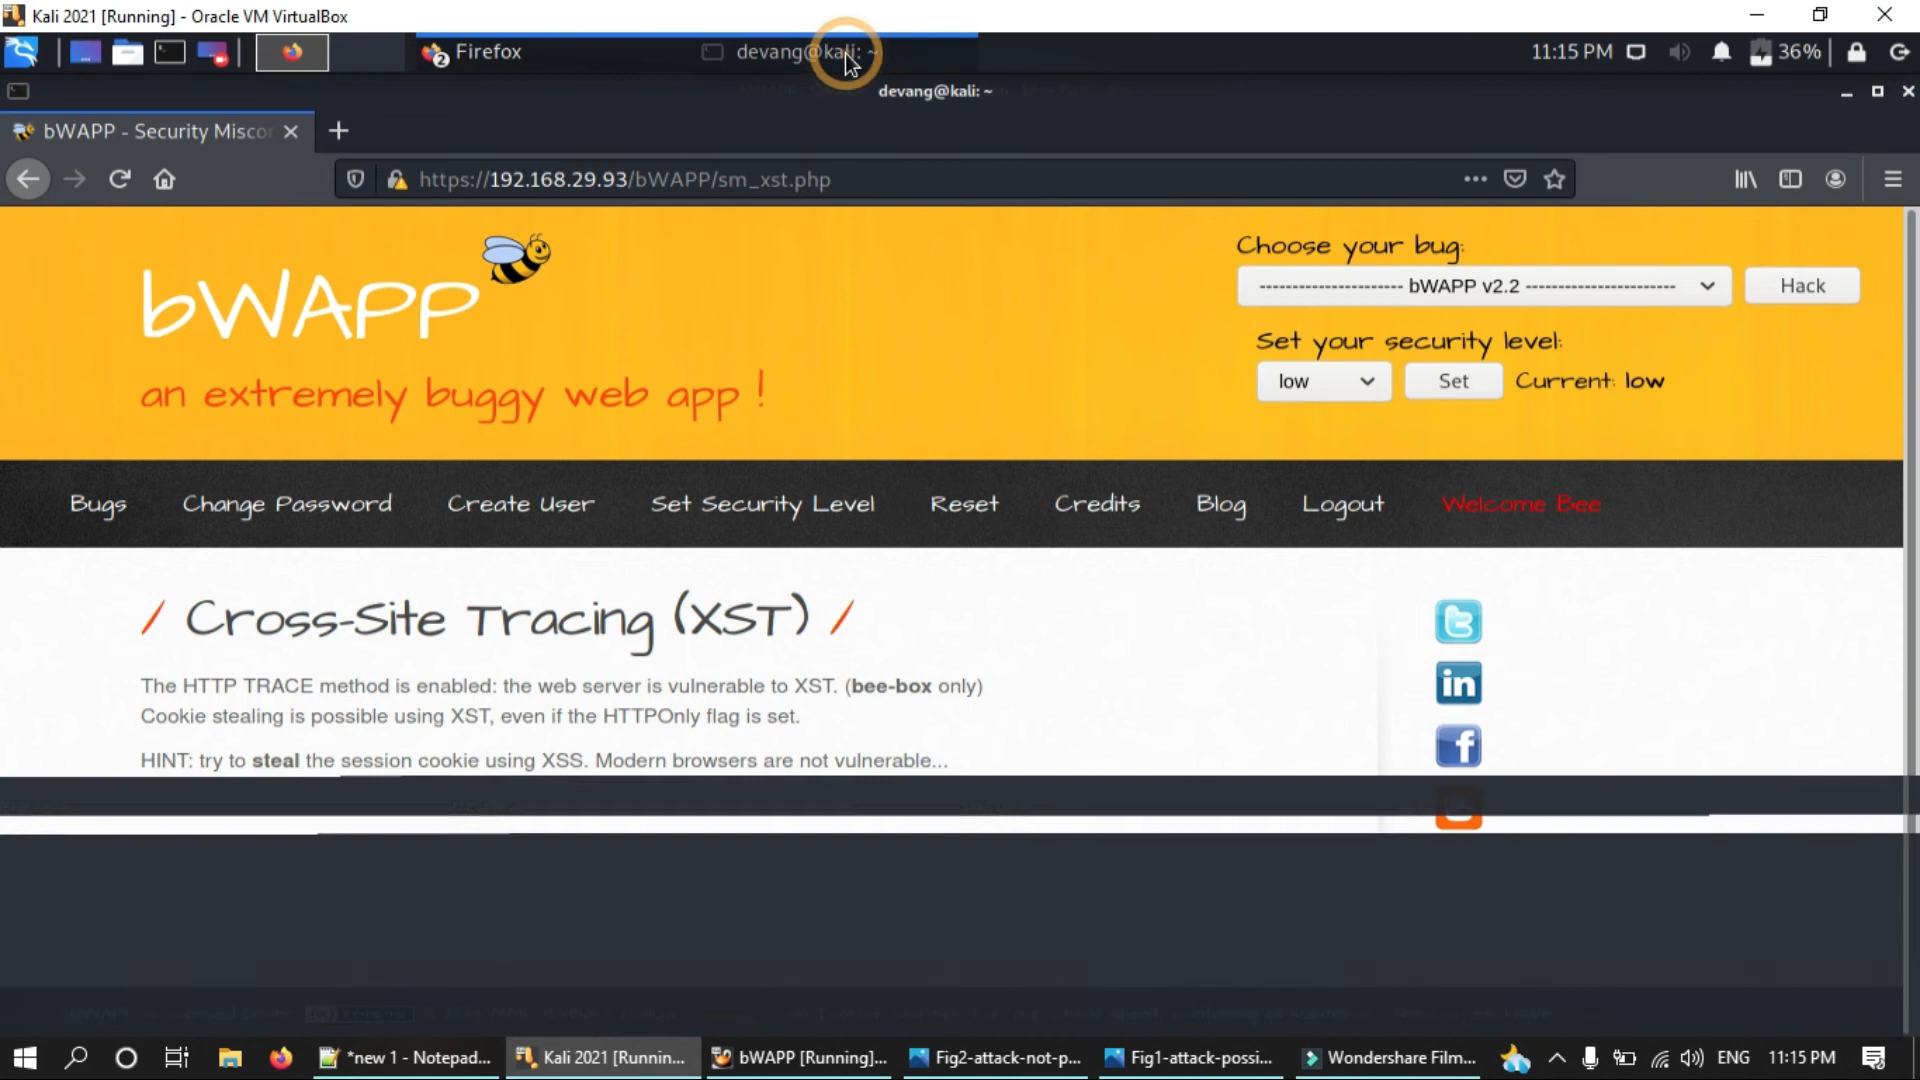 Kali 2021 [Running] - Oracle VM VirtualBox
2 Firefox
devang@kali: ~
11:15 PM
36%
devang@kali: ~
bWAPP - Security Misco
https://192.168.29.93/bWAPP/sm_xst.php
bWAPP
an extremely buggy web app !
Choose your bug:
---------------------- bWAPP v2.2 -----------------------
Hack
Set your security level:
low
Set
Current: low
Bugs
Change Password
Create User
Set Security Level
Reset
Credits
Blog
Logout
Welcome Bee
/ Cross-Site Tracing (XST) /
The HTTP TRACE method is enabled: the web server is vulnerable to XST. (bee-box only)
Cookie stealing is possible using XST, even if the HTTPOnly flag is set.
HINT: try to steal the session cookie using XSS. Modern browsers are not vulnerable...
*new 1 - Notepad...
Kali 2021 [Runnin...
bWAPP [Running]...
Fig2-attack-not-p...
Fig1-attack-possi...
Wondershare Film...
ENG
11:15 PM